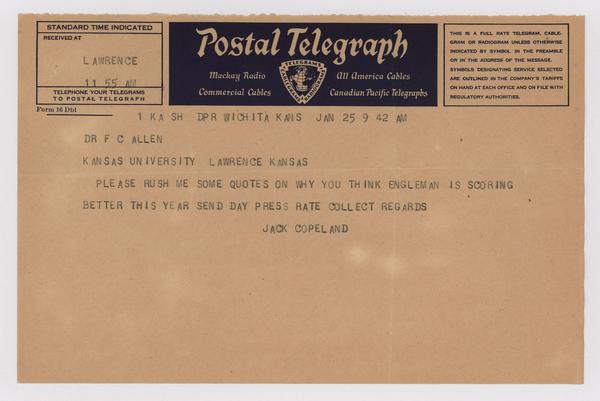 STANDARD TIME INDICATED
RECEIVED AT
LAWRENCE
11 55 AM
TELEPHONE YOUR TELEGRAMS
TO POSTAL TELEGRAPH
Form 16 Dbl
Postal Telegraph
Mackay Radio
All America Cables
Commercial Cables
Canadian Pacific Telegraphs
THIS IS A FULL RATE TELEGRAM, CABLE-
GRAM OR RADIOGRAM UNLESS OTHERWISE
INDICATED BY SYMBOL IN THE PREAMBLE
OR IN THE ADDRESS OF THE MESSAGE.
SYMBOLS DESIGNATING SERVICE SELECTED
ARE OUTLINED IN THE COMPANY'S TARIFFS
ON HAND AT EACH OFFICE AND ON FILE WITH
REGULATORY AUTHORITIES.
1 KA SH DPR WICHITA KANS JAN 25 9 42 AM
DR F C ALLEN
KANSAS UNIVERSITY LAWRENCE KANSAS
PLEASE RUSH ME SOME QUOTES ON WHY YOU THINK ENGLEMAN IS SCORING
BETTER THIS YEAR SEND DAY PRESS RATE COLLECT REGARDS
JACK COPELAND